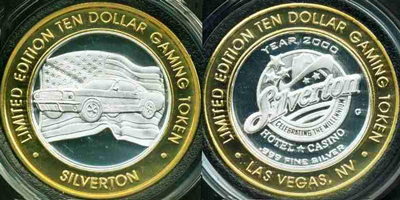 LIMITED EDITION TEN DOLLAR GAMING TOKEN
SILVERTON
LIMITED EDITION TEN DOLLAR GAMING TOKEN
YEAR 2000
Silverton
CELEBRATING THE MILLENNIUM
HOTEL CASINO
.999 FINE SILVER
G
LAS VEGAS, NV